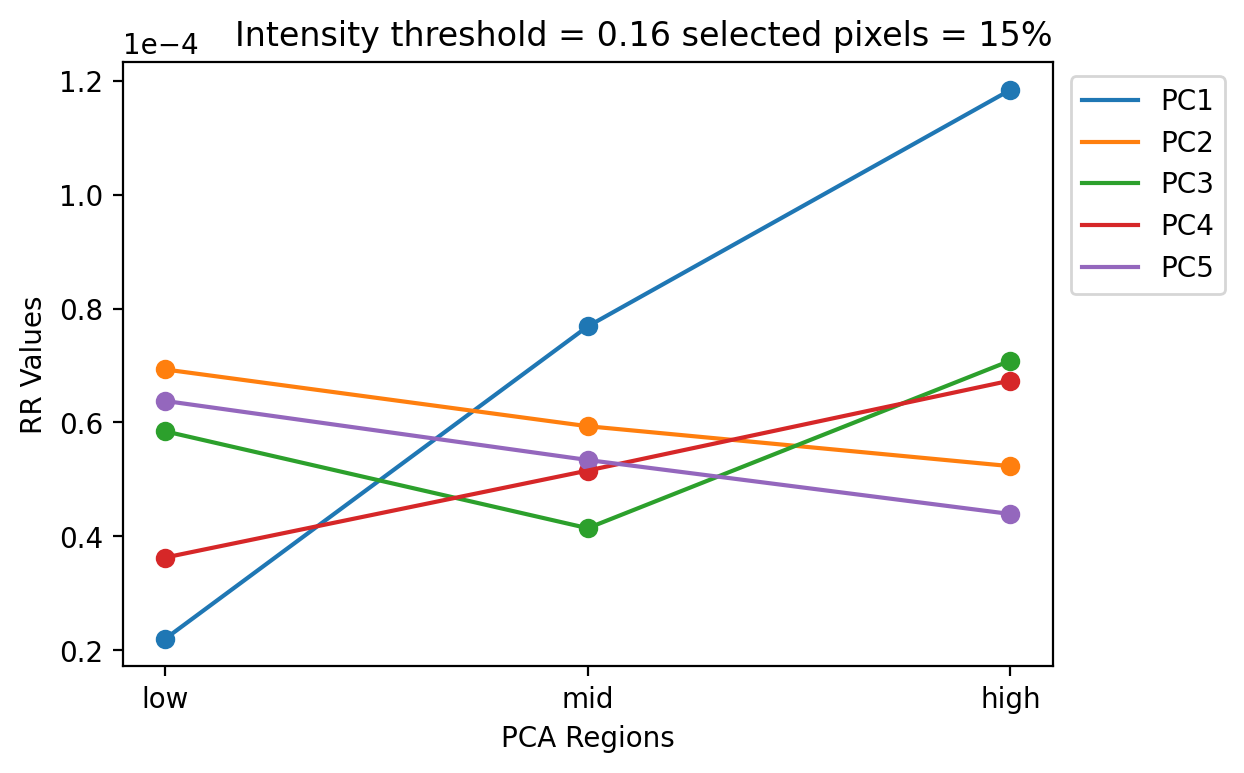 Intensity threshold = 0.16 selected pixels = 15%
1e−4
1.2
1.0
0.8
0.6
0.4
0.2
RR Values
low
mid
high
PCA Regions
PC1
PC2
PC3
PC4
PC5